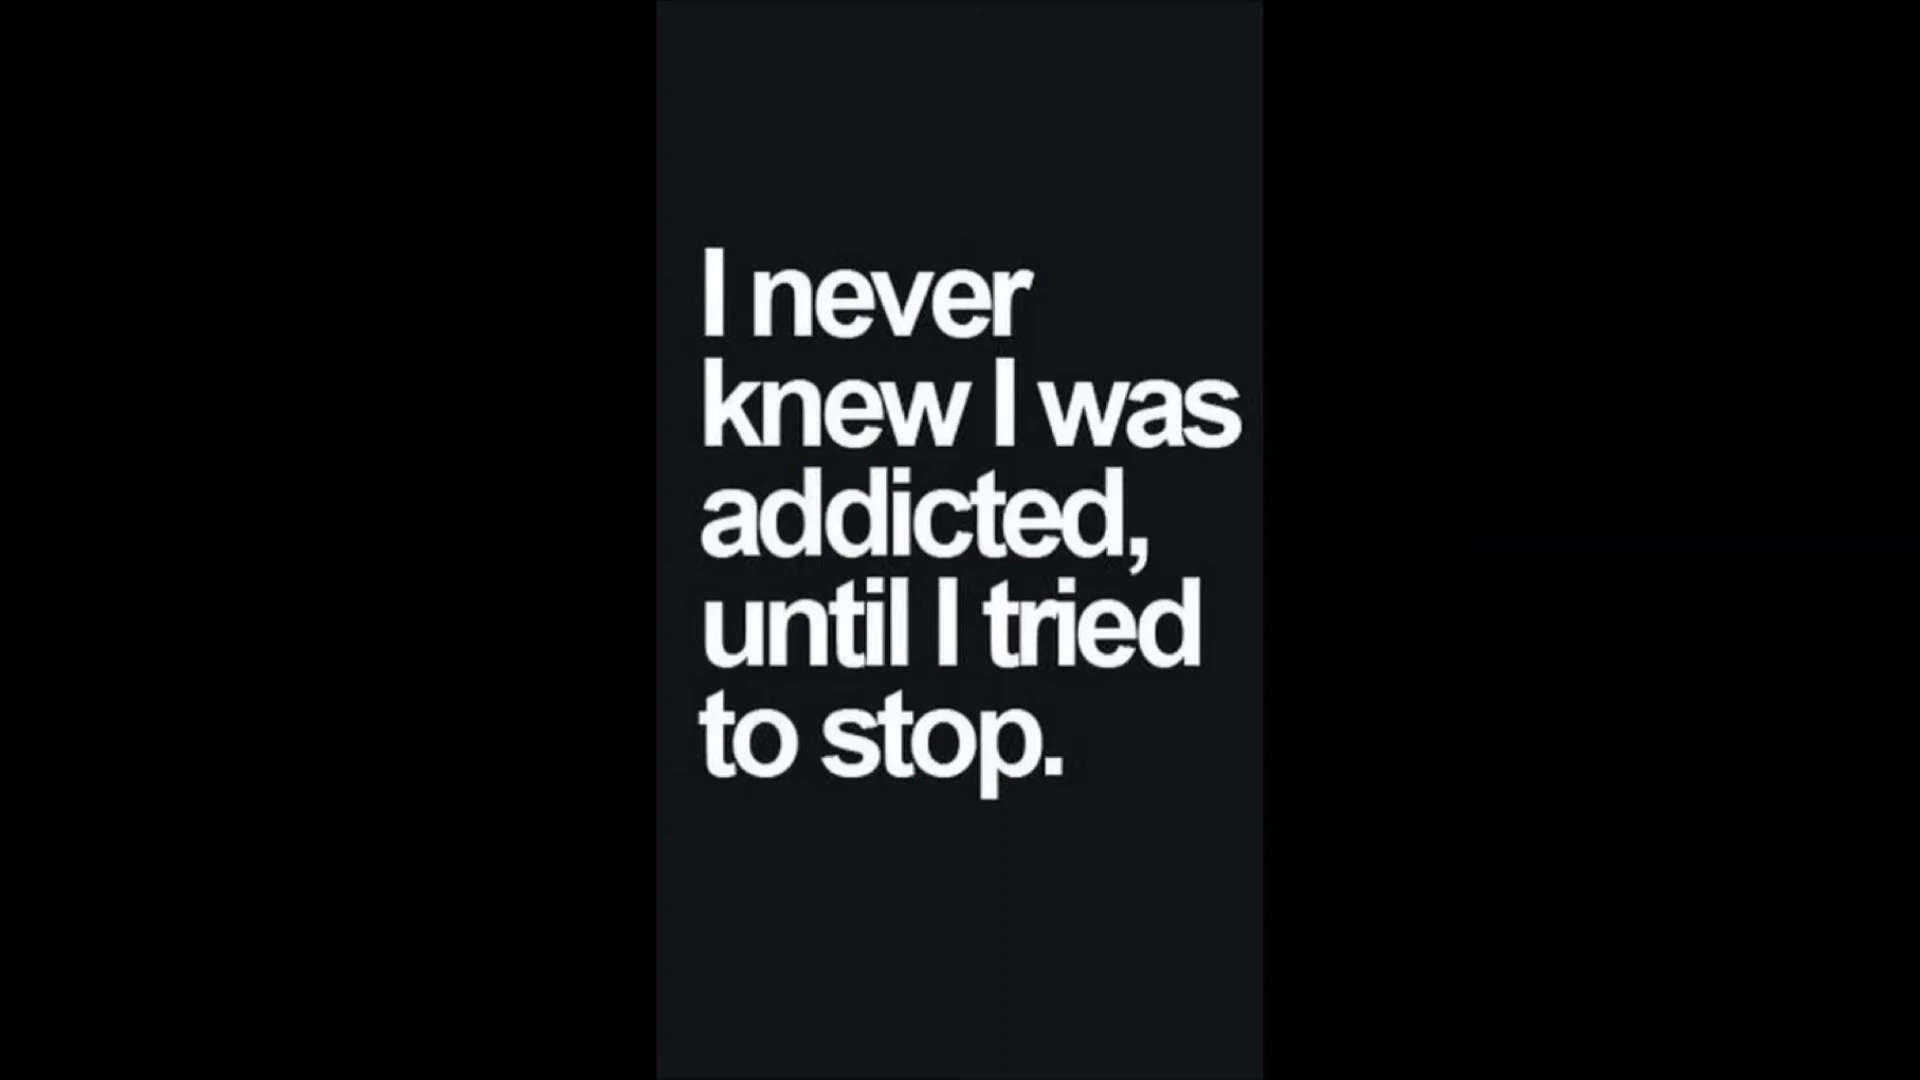 I never
knew I was
addicted,
until I tried
to stop.